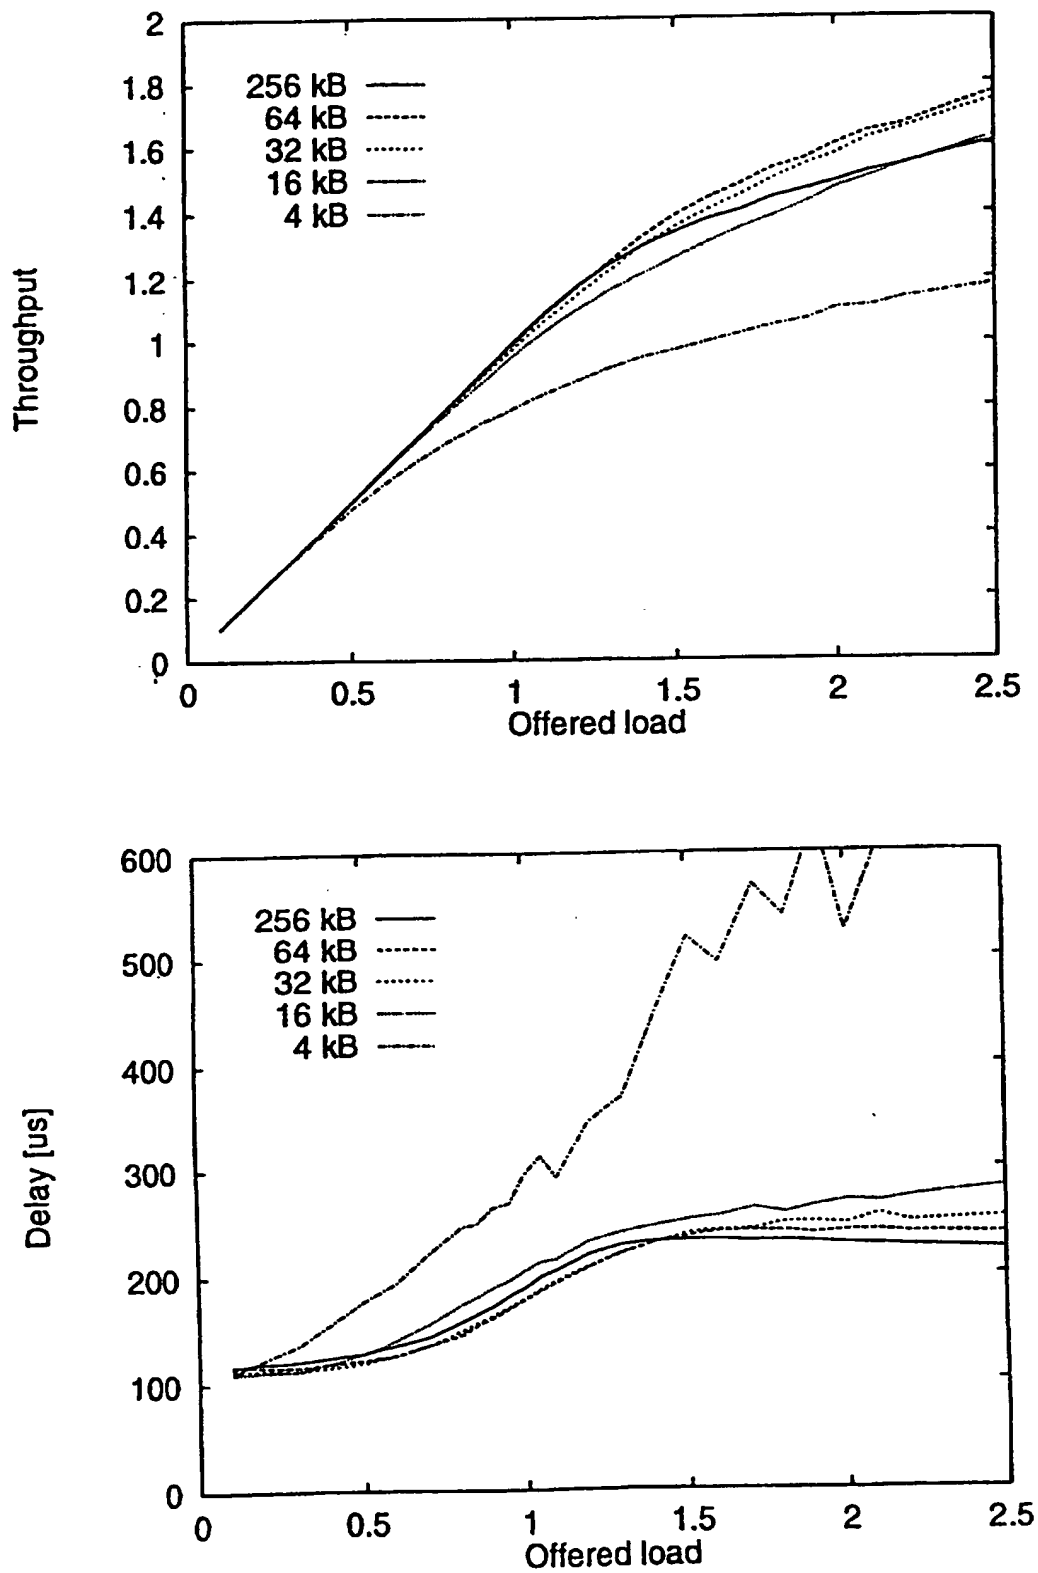 2
1.8
1.6
1.4
1.2
1
0.8
0.6
0.4
0.2
0
Throughput
256 kB
64 kB
32 kB
16 kB
4 kB
0 0.5 1 1.5 2 2.5
Offered load
600
500
400
300
200
100
0
Delay [us]
256 kB
64 kB
32 kB
16 kB
4 kB
0 0.5 1 1.5 2 2.5
Offered load